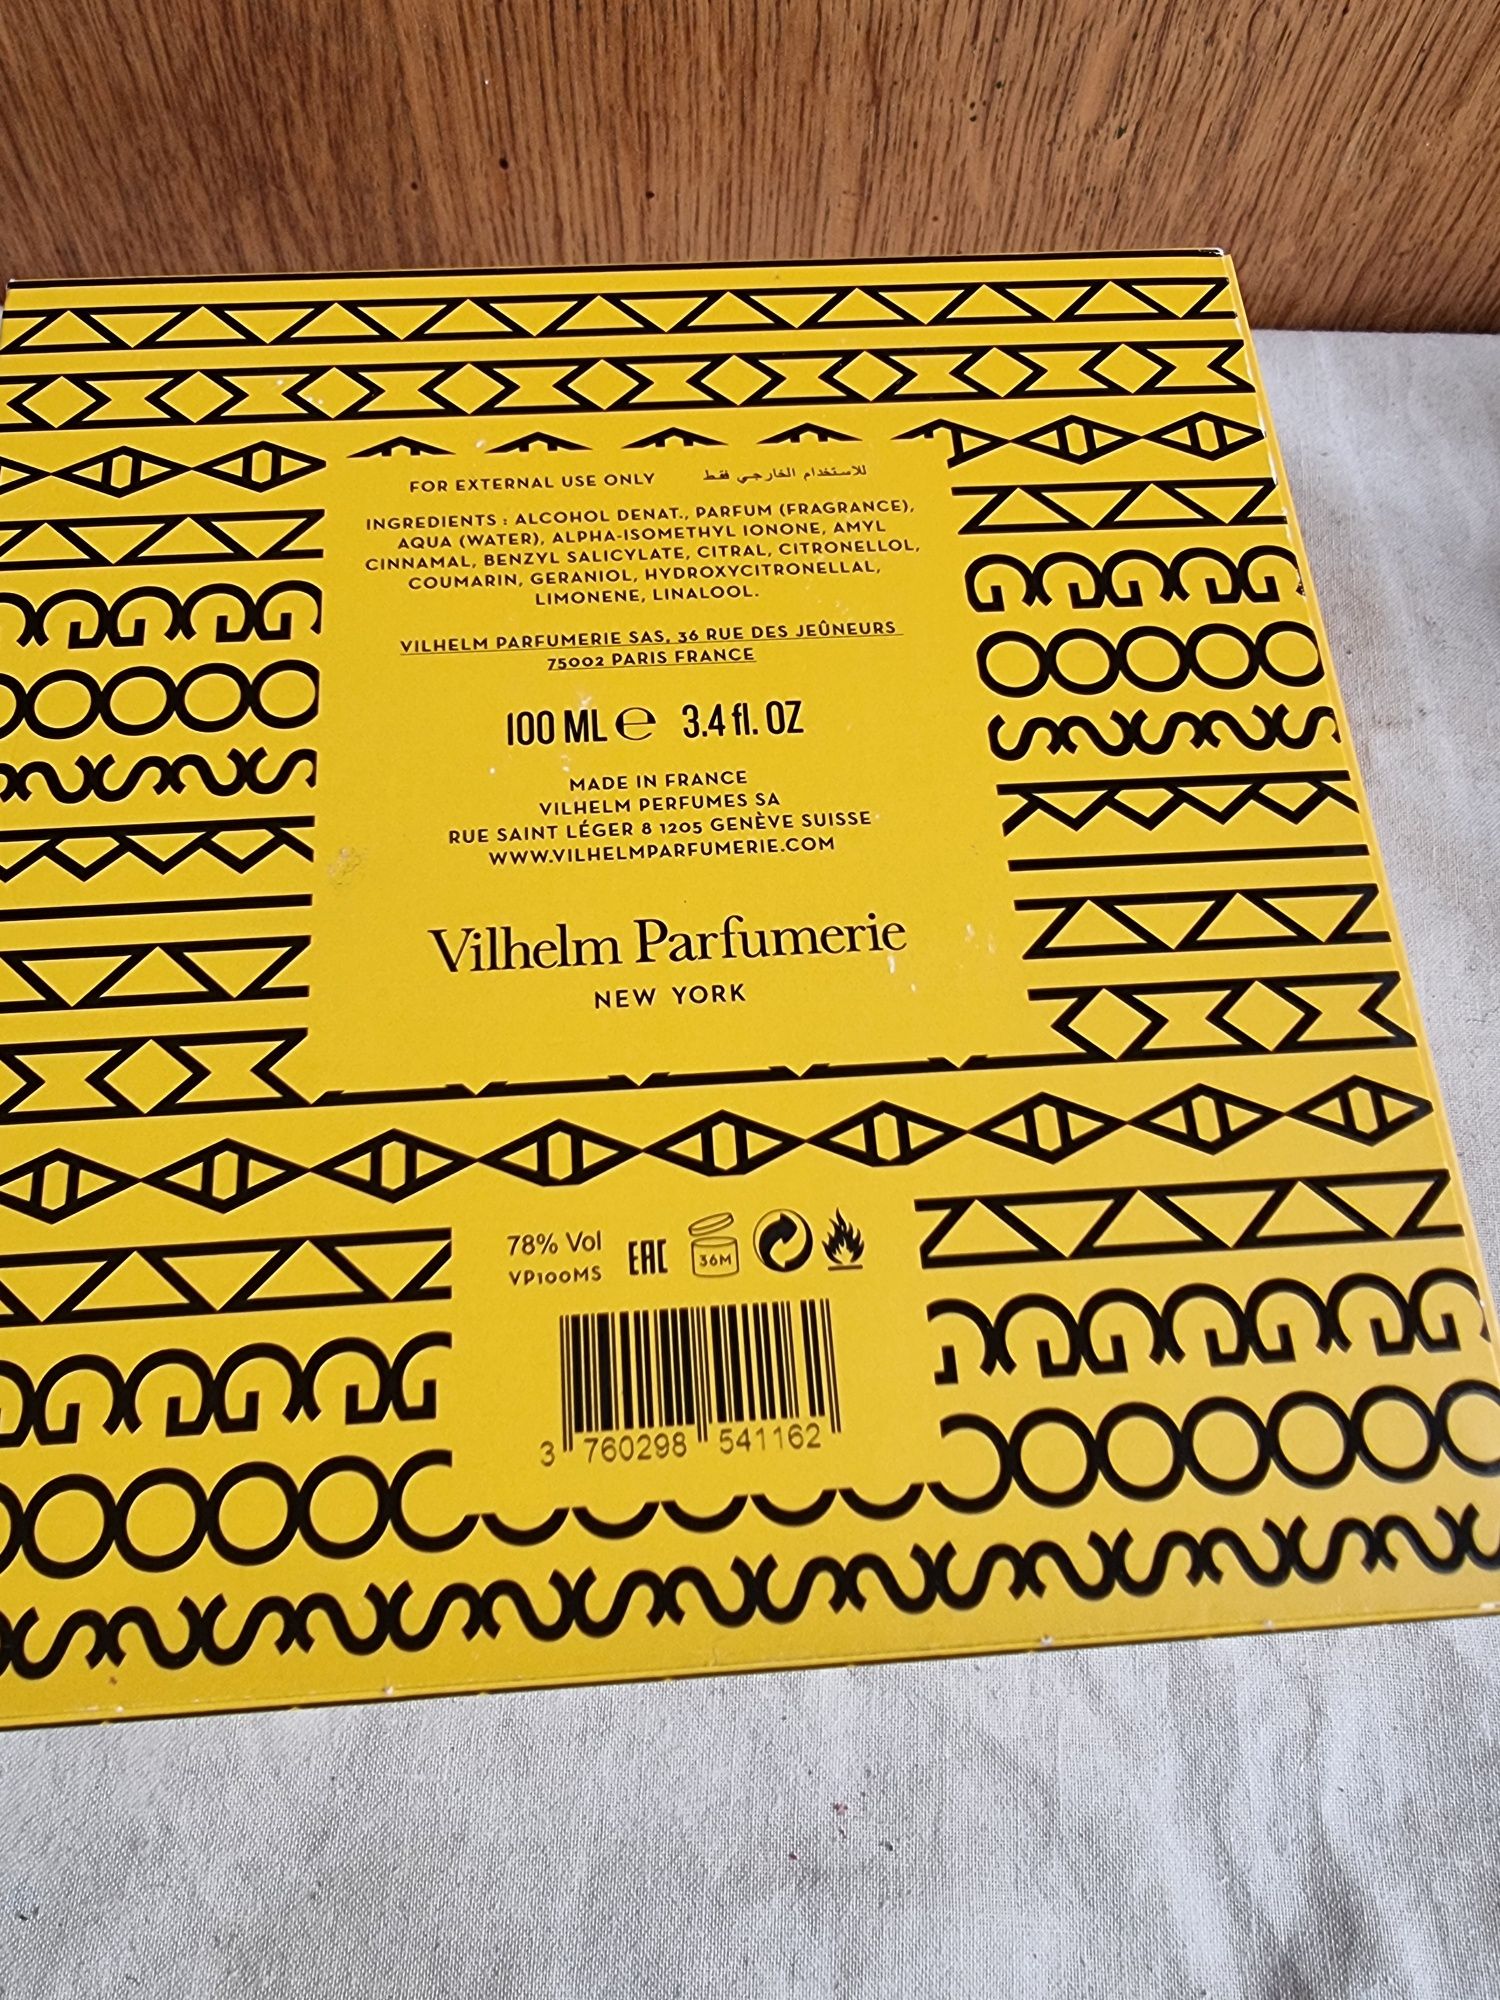 FOR EXTERNAL USE ONLY للاستخدام الخارجي فقط
INGREDIENTS : ALCOHOL DENAT., PARFUM (FRAGRANCE),
AQUA (WATER), ALPHA-ISOMETHYL IONONE, AMYL
CINNAMAL, BENZYL SALICYLATE, CITRAL, CITRONELLOL,
COUMARIN, GERANIOL, HYDROXYCITRONELLAL,
LIMONENE, LINALOOL.
VILHELM PARFUMERIE SAS, 36 RUE DES JEÛNEURS
75002 PARIS FRANCE
100 ML ℮ 3.4 fl. OZ
MADE IN FRANCE
VILHELM PERFUMES SA
RUE SAINT LÉGER 8 1205 GENÈVE SUISSE
WWW.VILHELMPARFUMERIE.COM
Vilhelm Parfumerie
NEW YORK
78% Vol EAC 36M
VP100MS
3 760298 541162